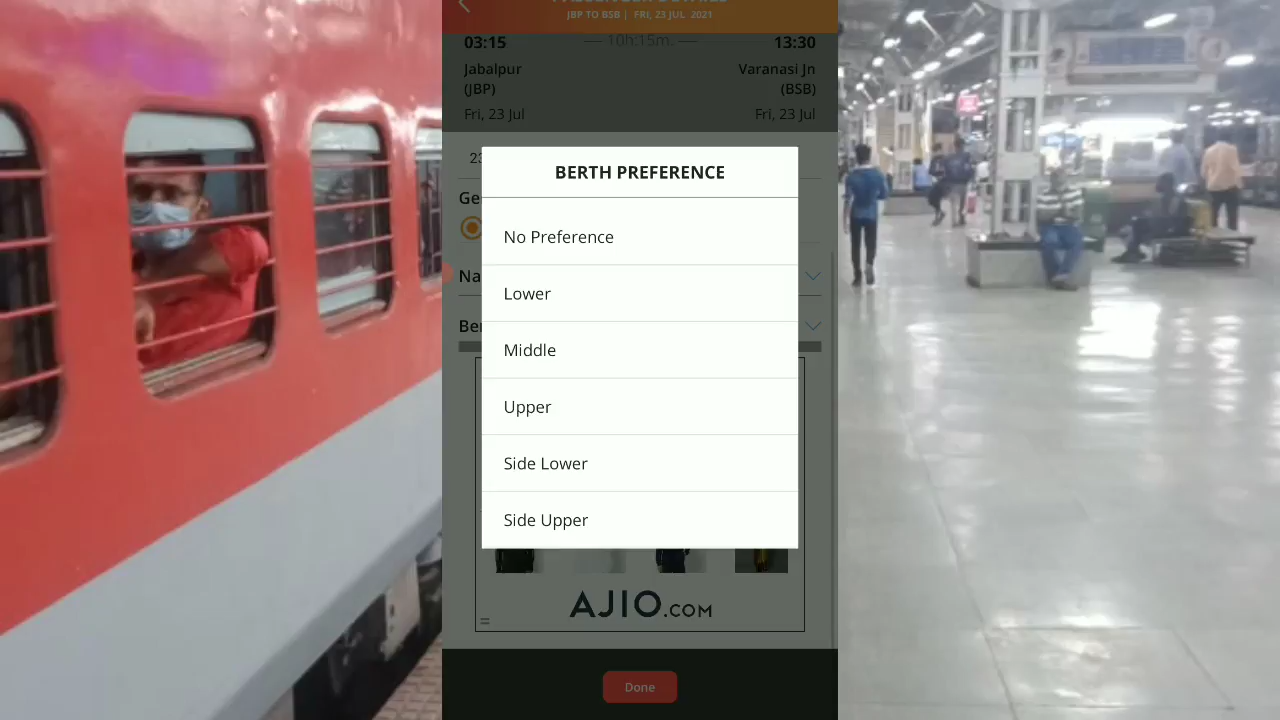 JBP TO BSB | FRI, 23 JUL 2021
03:15
10h:15m.
13:30
Jabalpur
(JBP)
Varanasi Jn
(BSB)
Fri, 23 Jul
Fri, 23 Jul
BERTH PREFERENCE
No Preference
Lower
Middle
Upper
Side Lower
Side Upper
AJIO.COM
Done